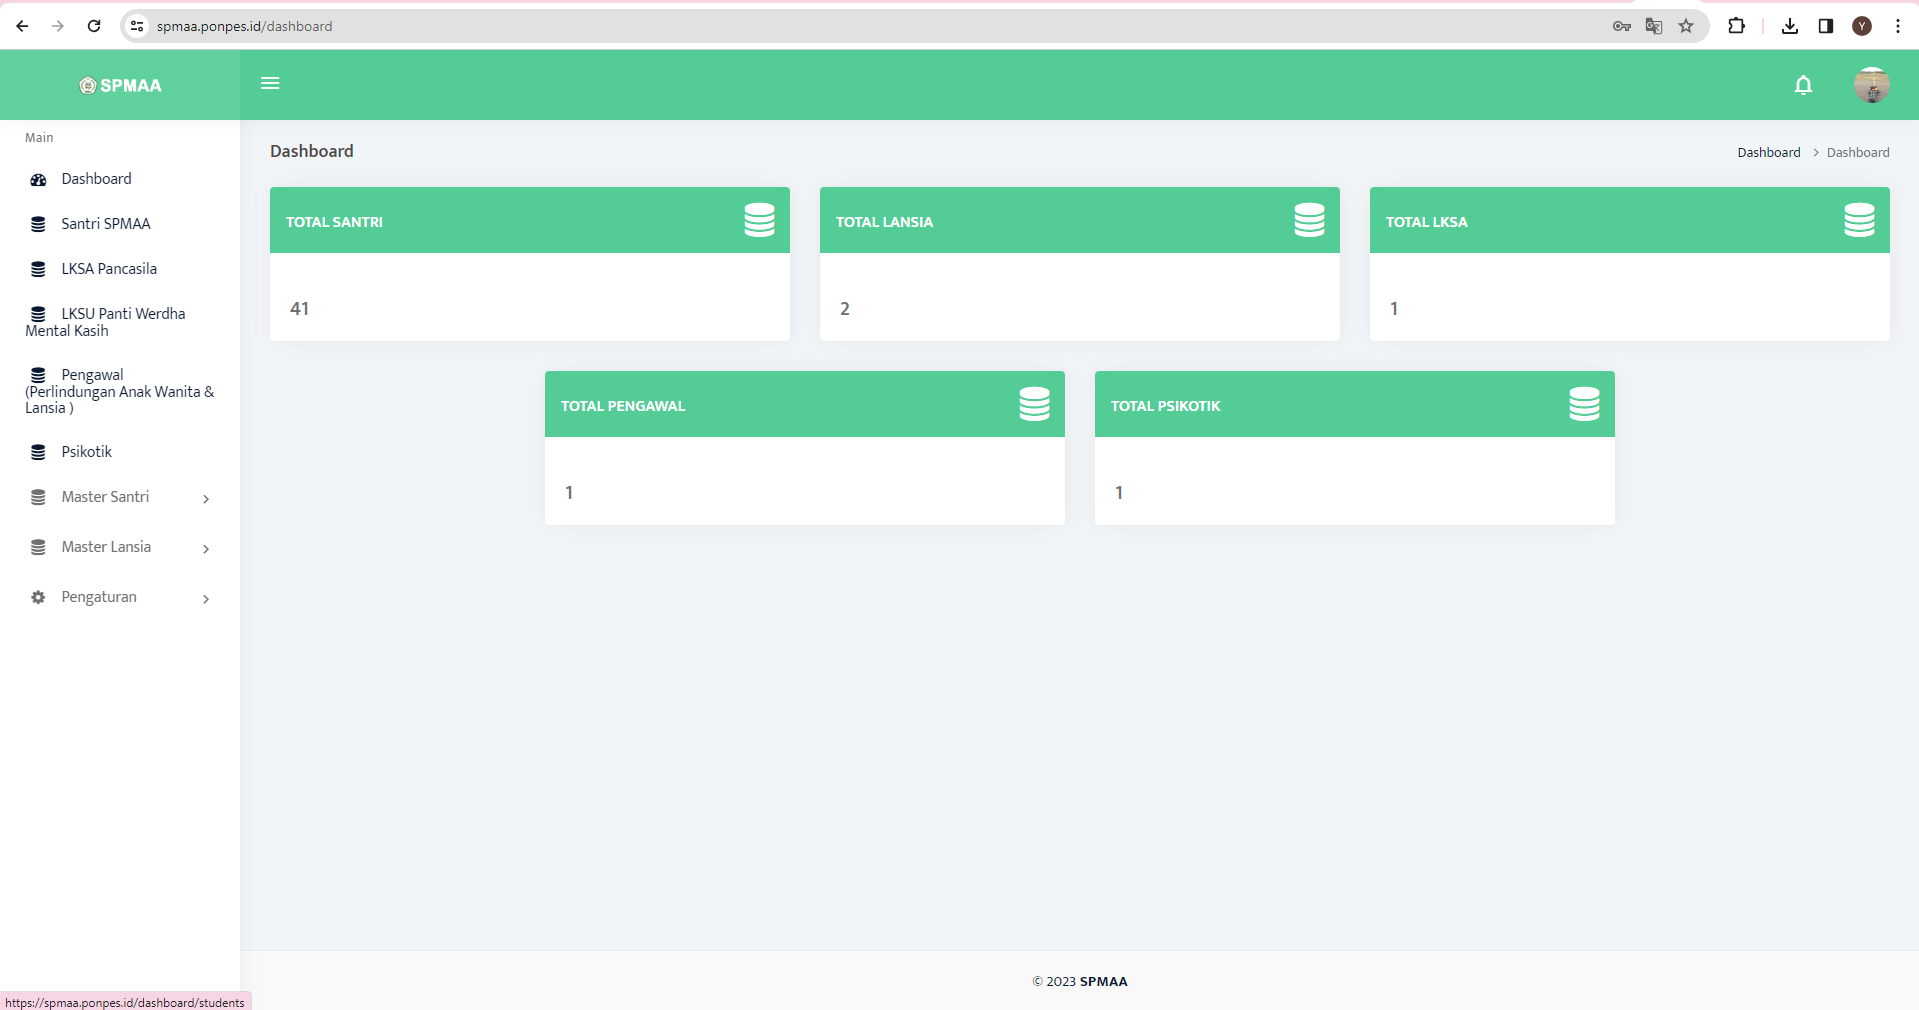 spmaa.ponpes.id/dashboard
Y
SPMAA
Main
Dashboard
Santri SPMAA
LKSA Pancasila
LKSU Panti Werdha
Mental Kasih
Pengawal
(Perlindungan Anak Wanita &
Lansia )
Psikotik
Master Santri
Master Lansia
Pengaturan
Dashboard
Dashboard > Dashboard
TOTAL SANTRI
41
TOTAL LANSIA
2
TOTAL LKSA
1
TOTAL PENGAWAL
1
TOTAL PSIKOTIK
1
© 2023 SPMAA
https://spmaa.ponpes.id/dashboard/students